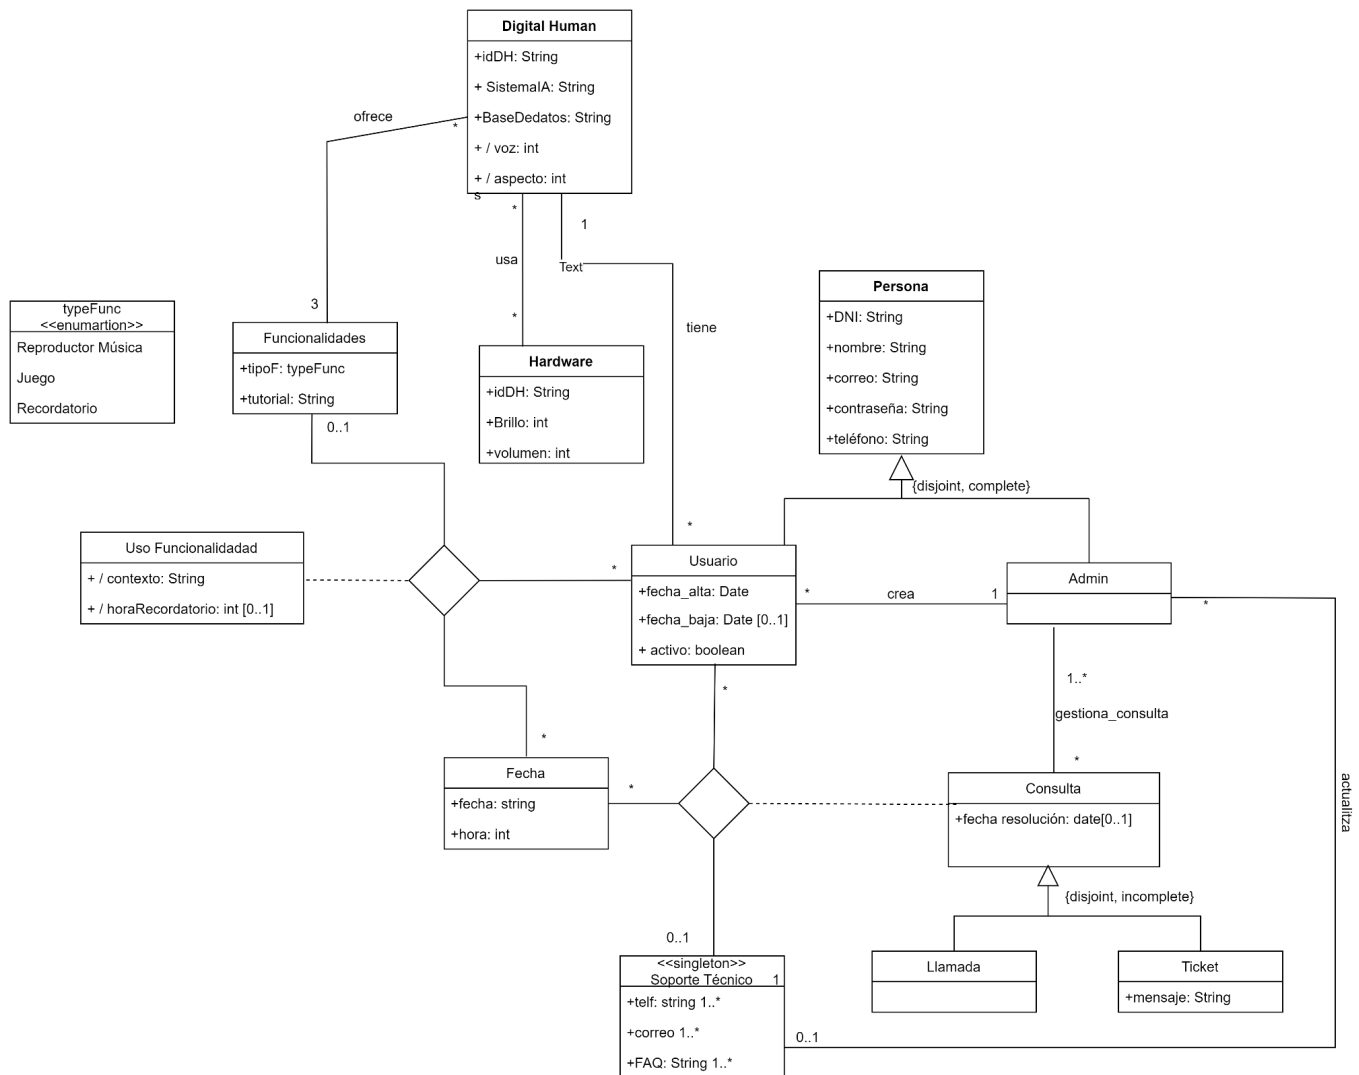 Digital Human
+idDH: String
+ SistemaIA: String
+BaseDedatos: String
+ / voz: int
+ / aspecto: int
s
ofrece
*
3
*
usa
*
1
Text
tiene
*
typeFunc
<<enumartion>>
Reproductor Música
Juego
Recordatorio
Funcionalidades
+tipoF: typeFunc
+tutorial: String
0..1
Hardware
+idDH: String
+Brillo: int
+volumen: int
Persona
+DNI: String
+nombre: String
+correo: String
+contraseña: String
+teléfono: String
{disjoint, complete}
Uso Funcionalidadad
+ / contexto: String
+ / horaRecordatorio: int [0..1]
*
Usuario
+fecha_alta: Date
+fecha_baja: Date [0..1]
+ activo: boolean
*
crea
1
Admin
*
*
1..*
gestiona_consulta
*
actualitza
*
Fecha
+fecha: string
+hora: int
*
Consulta
+fecha resolución: date[0..1]
{disjoint, incomplete}
Llamada
Ticket
+mensaje: String
0..1
<<singleton>>
Soporte Técnico
1
+telf: string 1..*
+correo 1..*
+FAQ: String 1..*
0..1